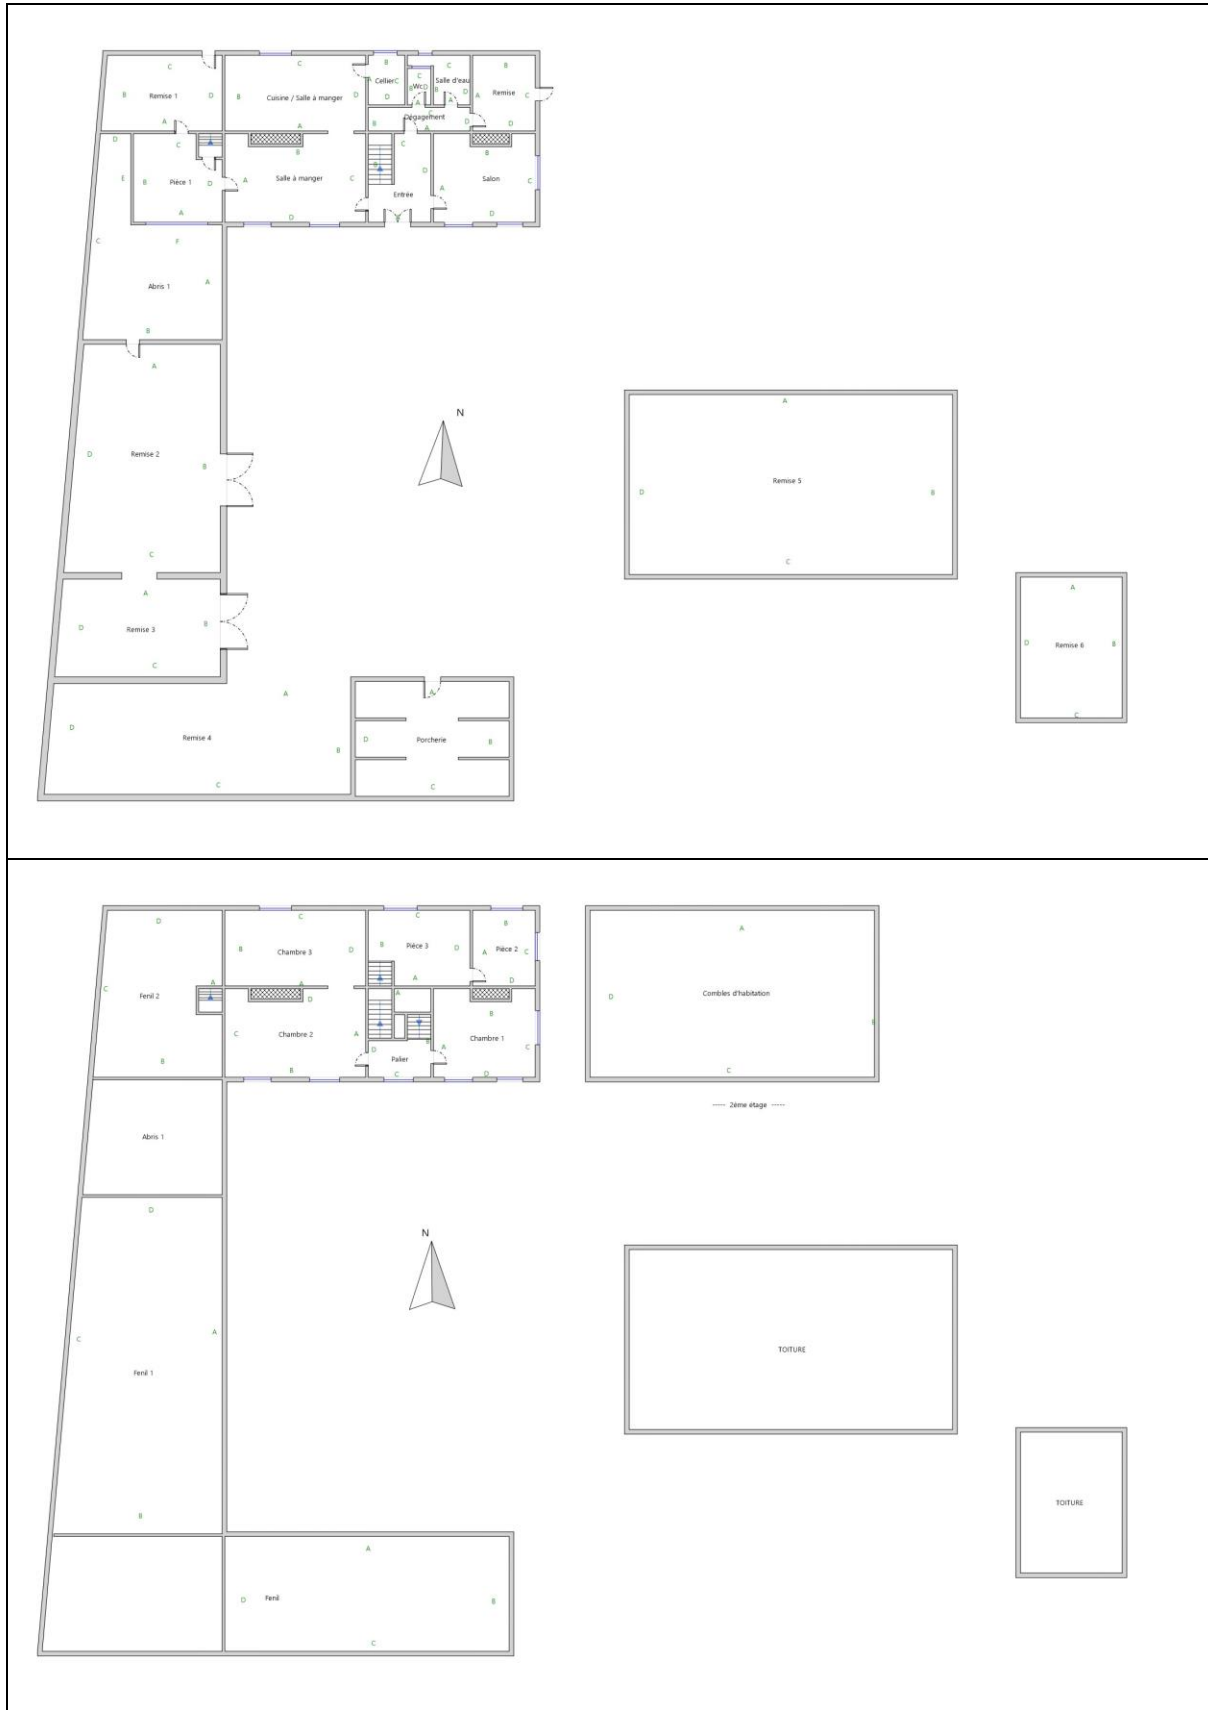 C B C C
B Cellier C Wc Salle d'eau Remise
B Remise 1 D B Cuisine / Salle à manger D A D B D A C
A A B Dégagement D D
D C B C A B
E B Pièce 1 D A Salle à manger C B D Salon C
A D Entrée A D
C F
A
Abris 1
B
A
N
D Remise 2 B
C
A
D Remise 3 B
C
A
D Remise 4 B
C
A
D Porcherie B
C
A
D Remise 5 B
C
A
D Remise 6 B
C
D C C B
B Chambre 3 D B Pièce 3 D A Pièce 2 C
A A A D
C Fenil 2 D A B
C Chambre 2 A D Palier B A Chambre 1 C
B B C D
A
D Combles d'habitation B
C
----- 2ème étage -----
Abris 1
D
N
C A
Fenil 1
B
TOITURE
TOITURE
A
D Fenil B
C